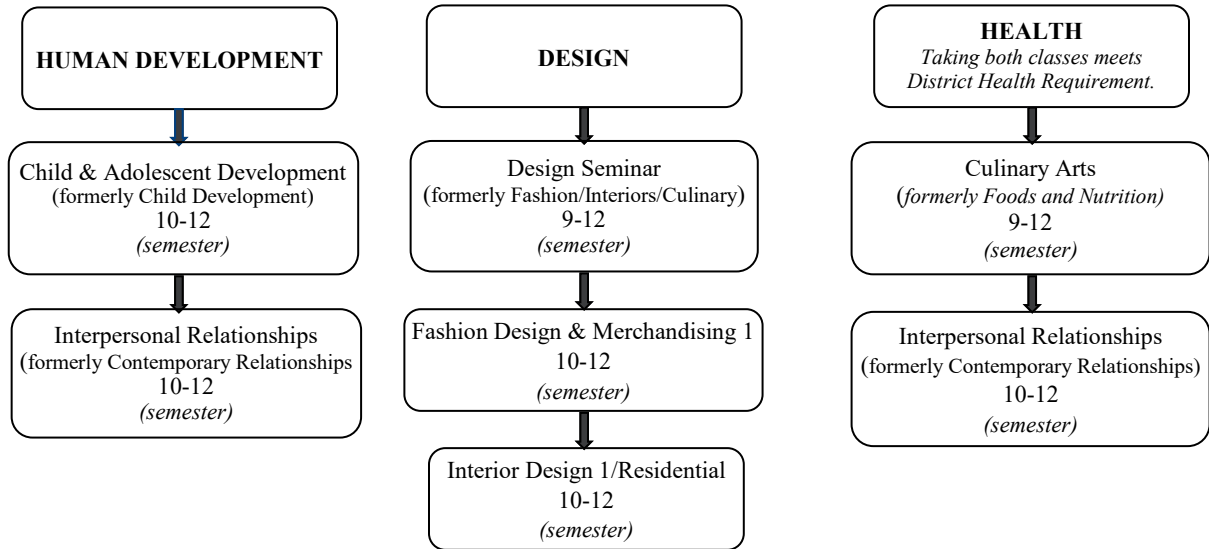 HUMAN DEVELOPMENT
Child & Adolescent Development
(formerly Child Development)
10-12
(semester)
Interpersonal Relationships
(formerly Contemporary Relationships
10-12
(semester)
DESIGN
Design Seminar
(formerly Fashion/Interiors/Culinary)
9-12
(semester)
Fashion Design & Merchandising 1
10-12
(semester)
Interior Design 1/Residential
10-12
(semester)
HEALTH
Taking both classes meets
District Health Requirement.
Culinary Arts
(formerly Foods and Nutrition)
9-12
(semester)
Interpersonal Relationships
(formerly Contemporary Relationships)
10-12
(semester)